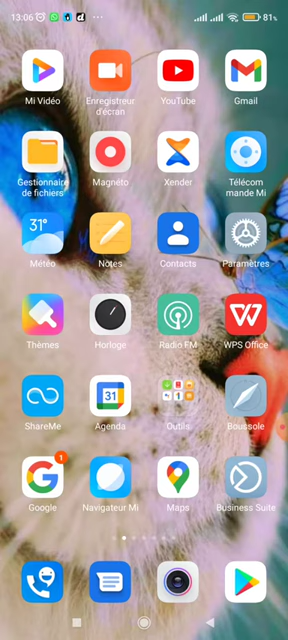 13:06
81%
Mi Vidéo
Enregistreur
d'écran
YouTube
Gmail
Gestionnaire
de fichiers
Magnéto
Xender
Télécom
mande Mi
31°
Météo
Notes
Contacts
Paramètres
Thèmes
Horloge
Radio FM
WPS Office
ShareMe
31
Agenda
Outils
Boussole
1
Google
Navigateur Mi
Maps
Business Suite